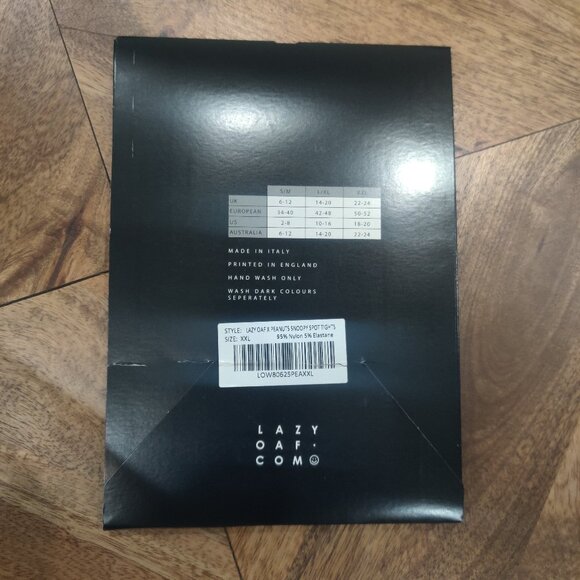 S/M L/XL XXL
UK 6-12 14-20 22-24
EUROPEAN 34-40 42-48 50-52
US 2-8 10-16 18-20
AUSTRALIA 6-12 14-20 22-24
MADE IN ITALY
PRINTED IN ENGLAND
HAND WASH ONLY
WASH DARK COLOURS
SEPERATELY
STYLE: LAZY OAF X PEANUTS SNOOPY SPOT TIGHTS
SIZE: XXL 95% Nylon 5% Elastane
LOW80625PEAXXL
LAZY
OAF.
COM